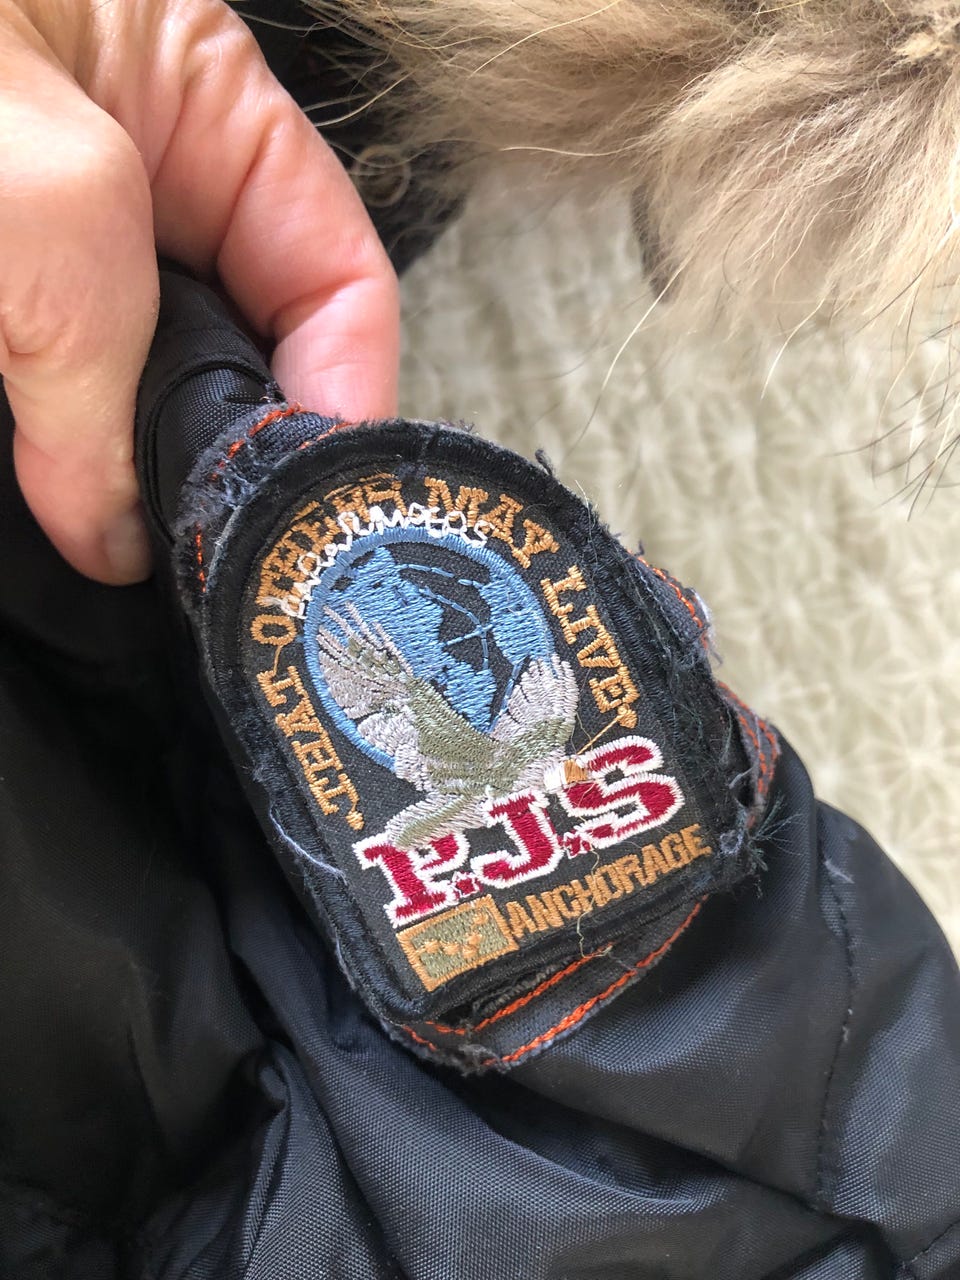 "THAT OTHERS MAY LIVE"
P.J.S
ANCHORAGE